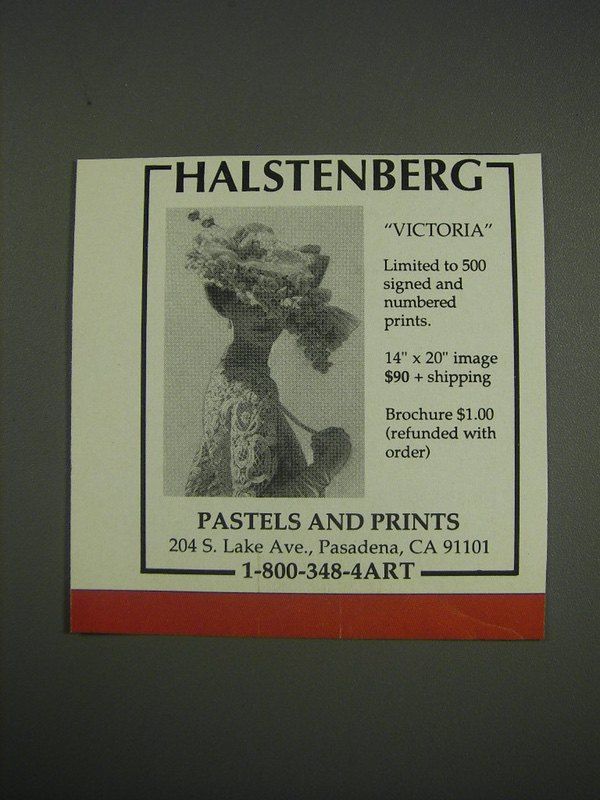 HALSTENBERG
"VICTORIA"
Limited to 500
signed and
numbered
prints.
14" x 20" image
$90 + shipping
Brochure $1.00
(refunded with
order)
PASTELS AND PRINTS
204 S. Lake Ave., Pasadena, CA 91101
1-800-348-4ART